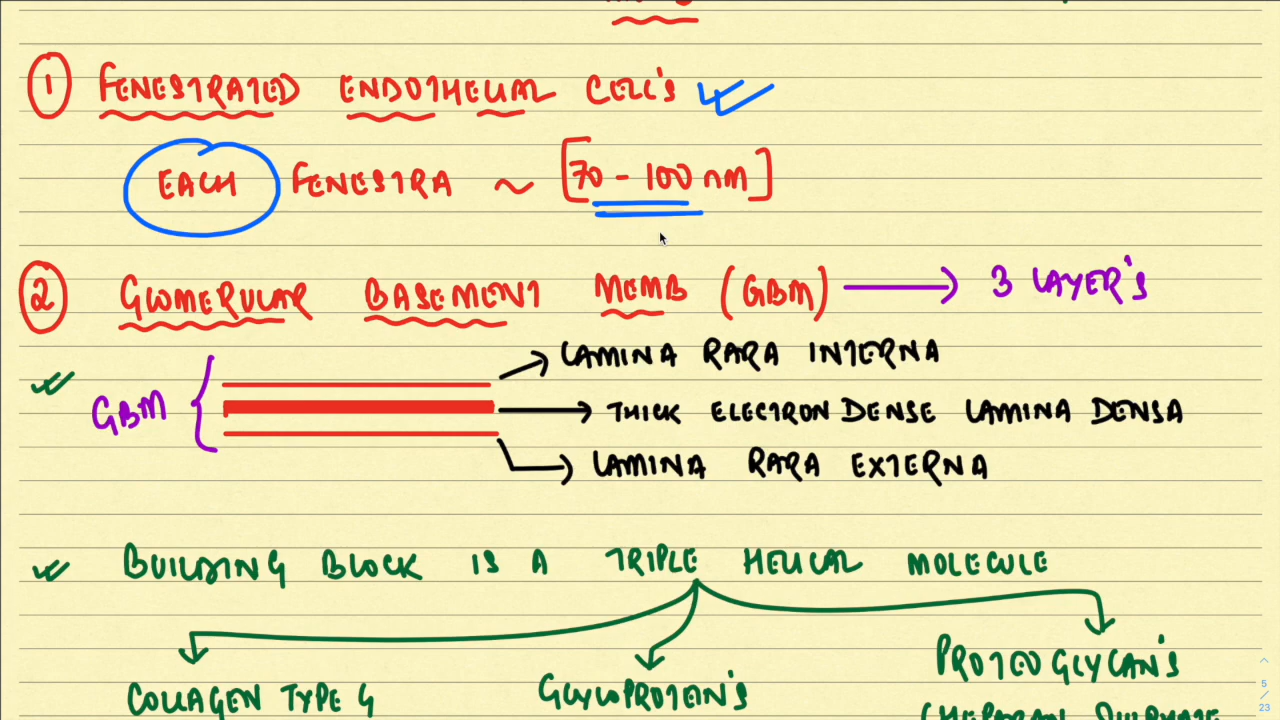 ① FENESTRATED ENDOTHELIAL CELL'S
EACH FENESTRA ~ [70 - 100 nm]
② GLOMERULAR BASEMENT MEMB (GBM) → 3 LAYER'S
LAMINA RARA INTERNA
GBM { → THICK ELECTRON DENSE LAMINA DENSA
LAMINA RARA EXTERNA
BUILDING BLOCK IS A TRIPLE HELICAL MOLECULE
COLLAGEN TYPE 4 GLYCOPROTEIN'S PROTEOGLYCAN'S
(HEPARAN SULPHATE
5
/
23